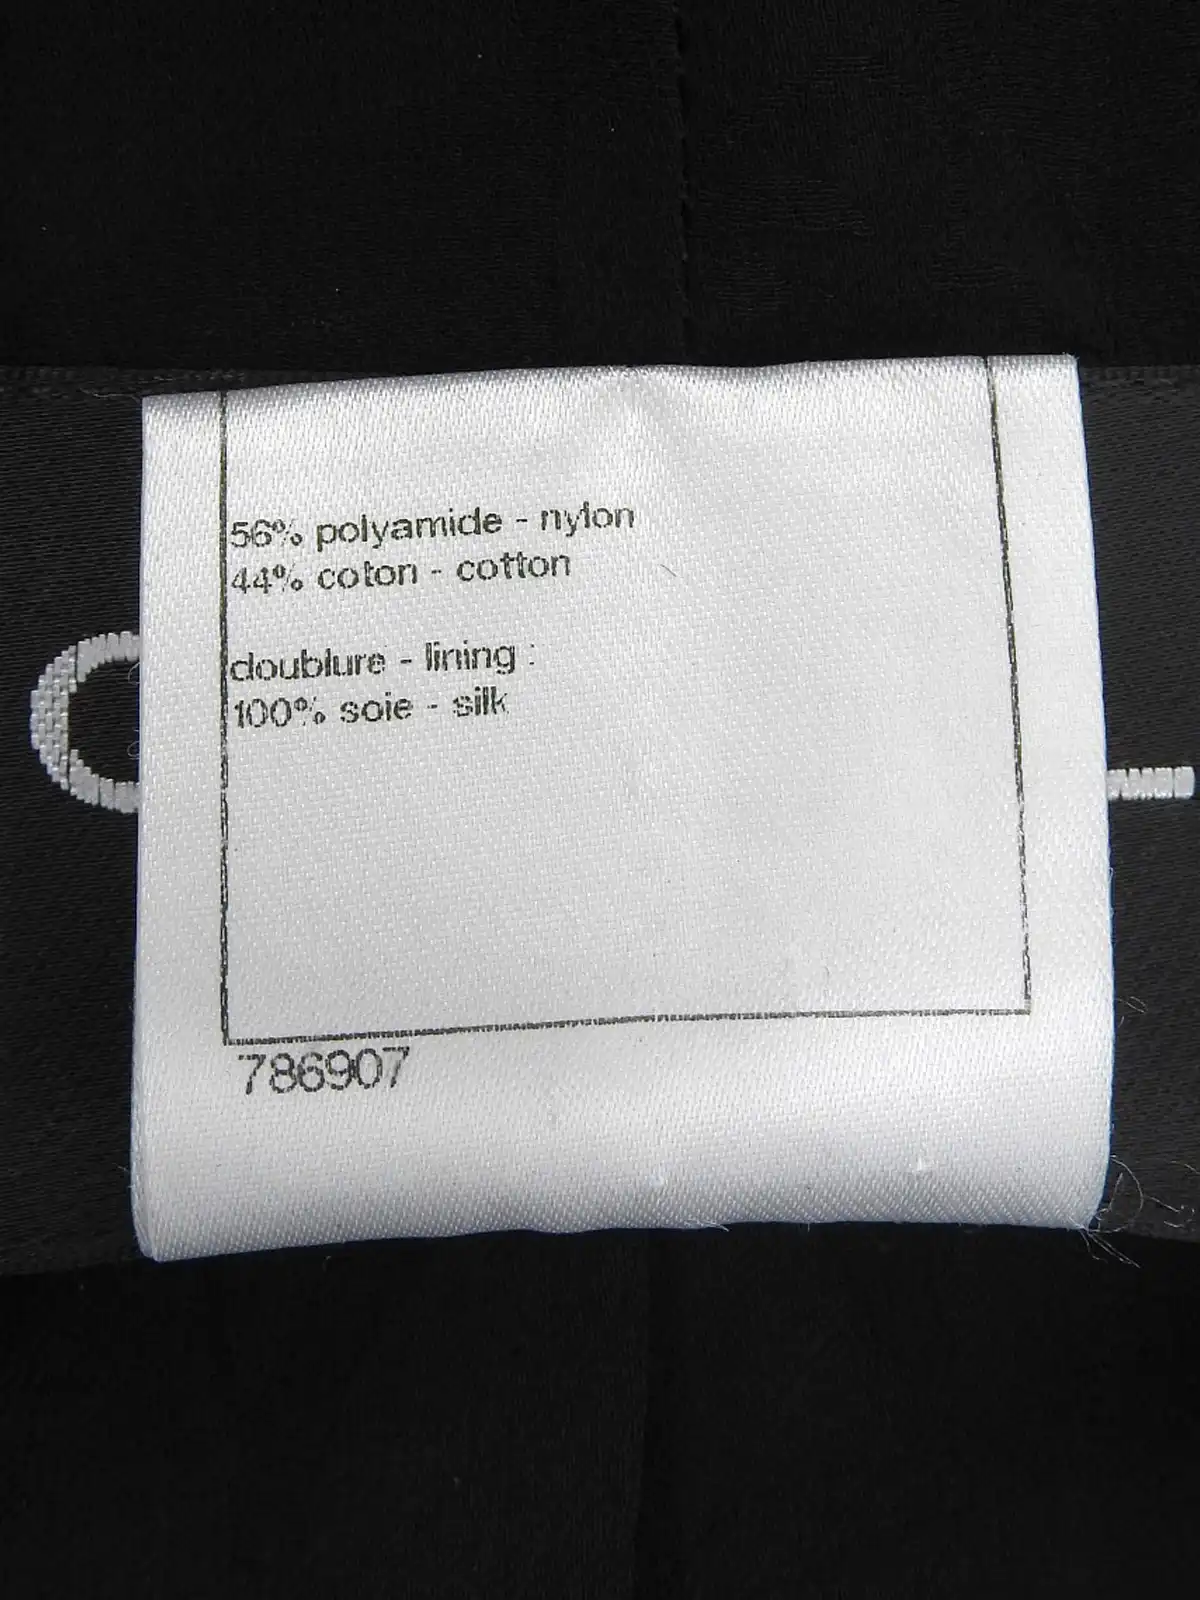 56% polyamide - nylon
44% coton - cotton
doublure - lining :
100% soie - silk
786907